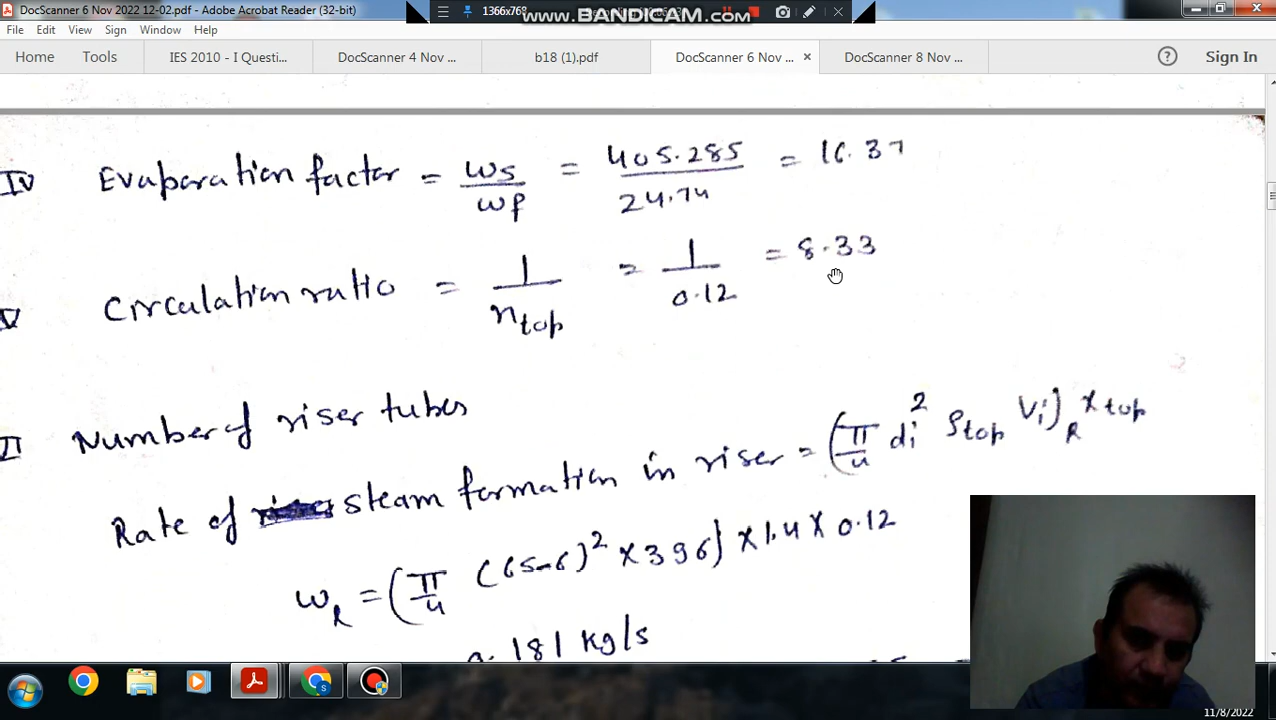 DocScanner 6 Nov 2022 12-02.pdf - Adobe Acrobat Reader (32-bit)
1366x768
www.BANDICAM.com
File Edit View Sign Window Help
Home Tools IES 2010 - I Questi... DocScanner 4 Nov ... b18 (1).pdf DocScanner 6 Nov ... × DocScanner 8 Nov ... Sign In
IV Evaporation factor = ws/wf = 405.285/24.74 = 16.37
V Circulation ratio = 1/ntop = 1/0.12 = 8.33
Number of riser tubes
Rate of steam formation in riser = (π/4 di² ρtop Vi)R xtop
wR = (π/4 (65-6)² × 396) × 1.4 × 0.12
181 kg/s
11/8/2022